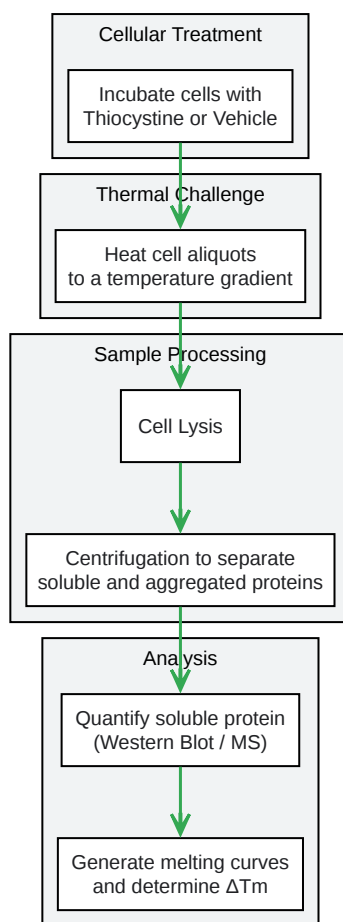 Cellular Treatment
Incubate cells with
Thiocystine or Vehicle
Thermal Challenge
Heat cell aliquots
to a temperature gradient
Sample Processing
Cell Lysis
Centrifugation to separate
soluble and aggregated proteins
Analysis
Quantify soluble protein
(Western Blot / MS)
Generate melting curves
and determine ΔTm